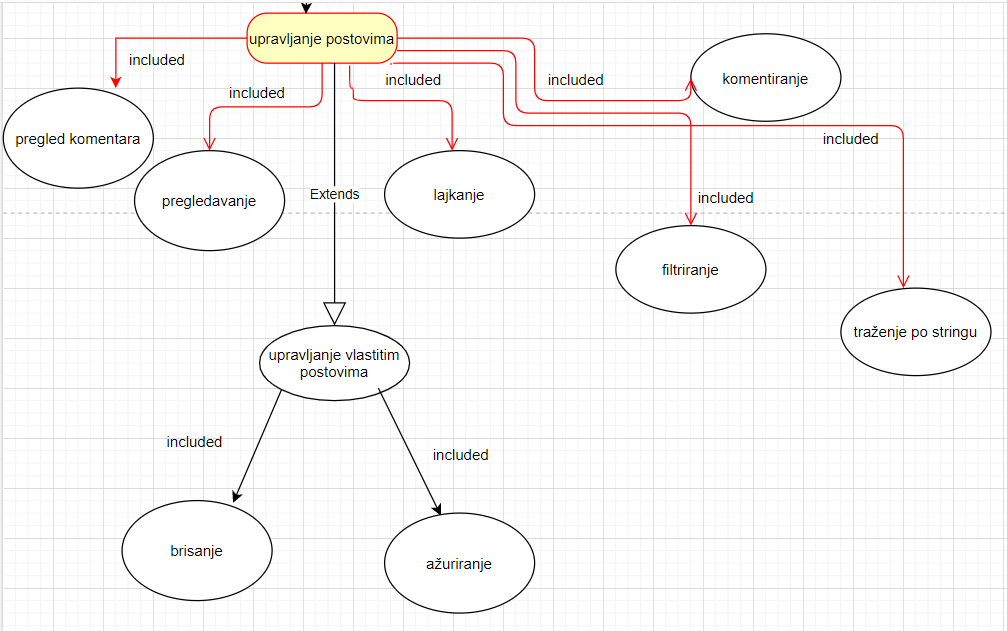 upravljanje postovima
included
included
included
included
komentiranje
pregled komentara
included
pregledavanje
Extends
lajkanje
included
filtriranje
traženje po stringu
upravljanje vlastitim
postovima
included
included
brisanje
ažuriranje